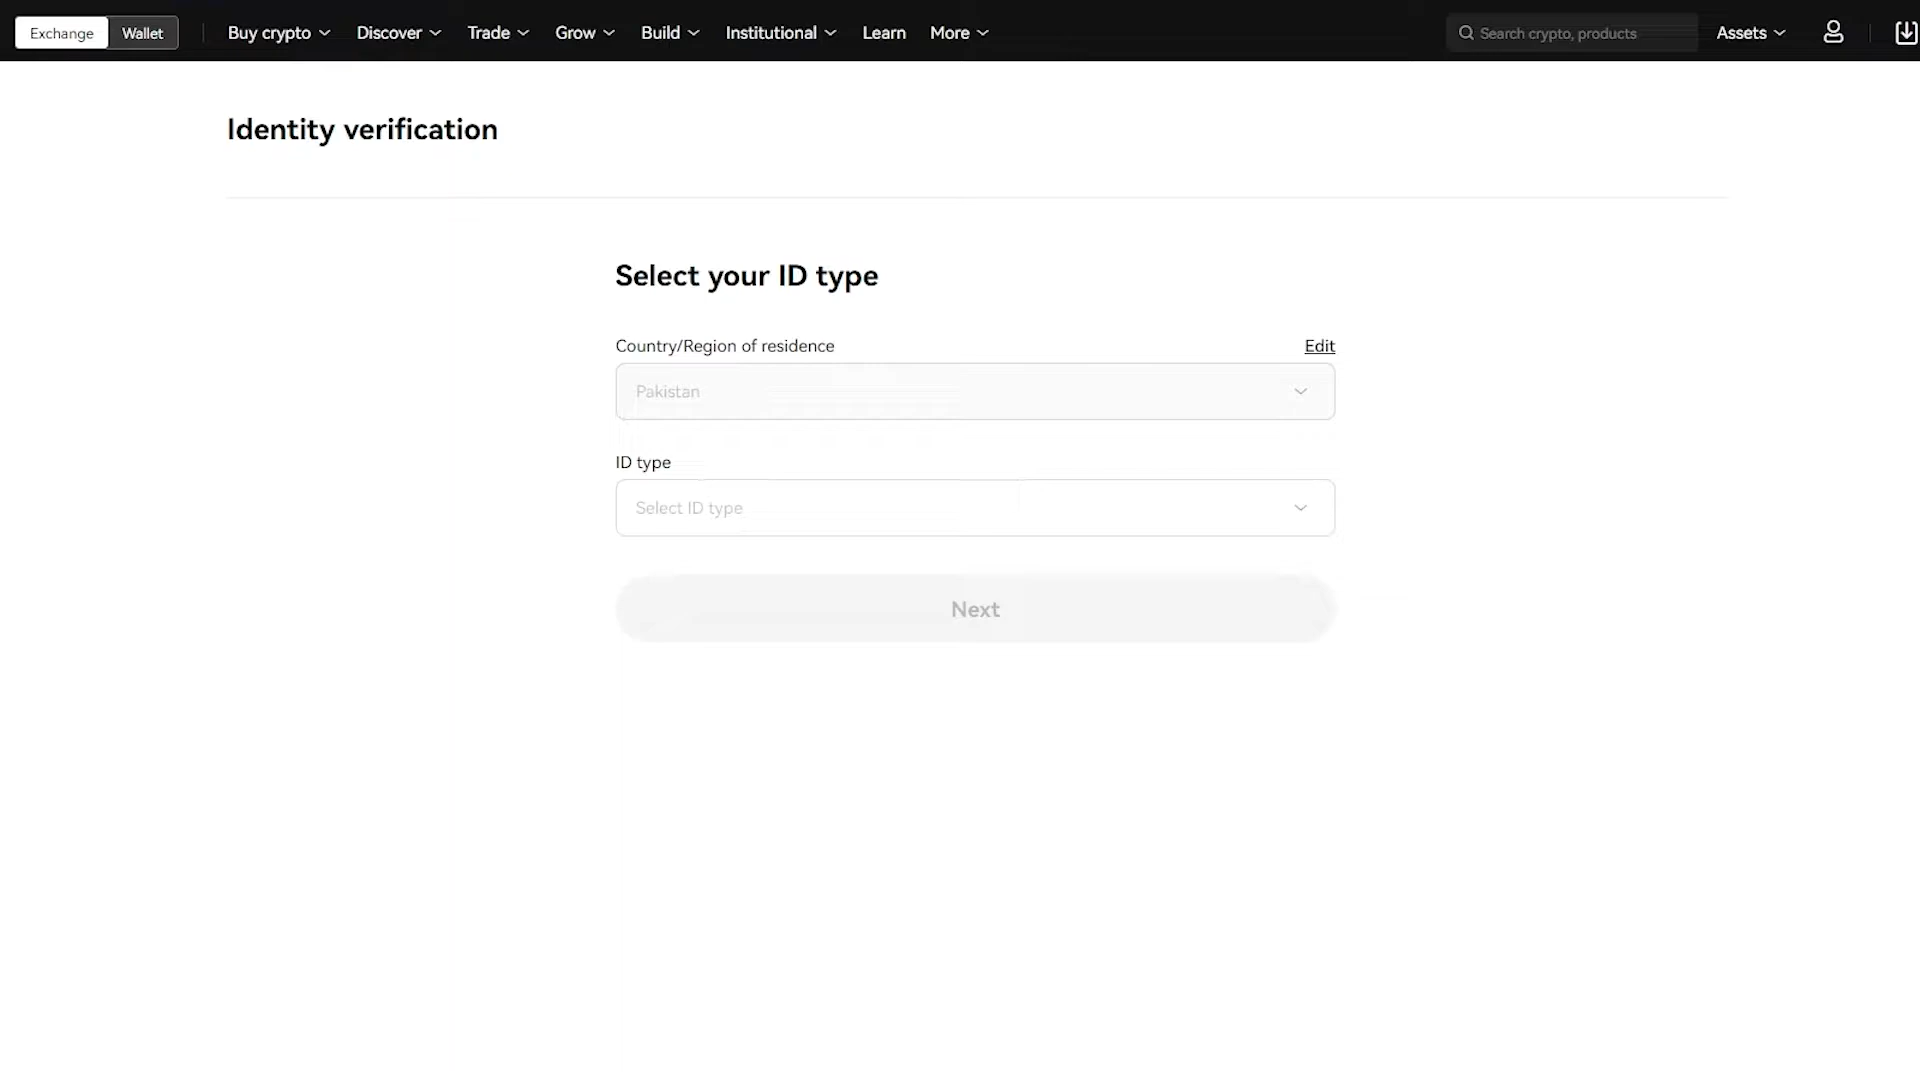 Exchange Wallet Buy crypto Discover Trade Grow Build Institutional Learn More Search crypto, products Assets
Identity verification
Select your ID type
Country/Region of residence Edit
Pakistan
ID type
Select ID type
Next